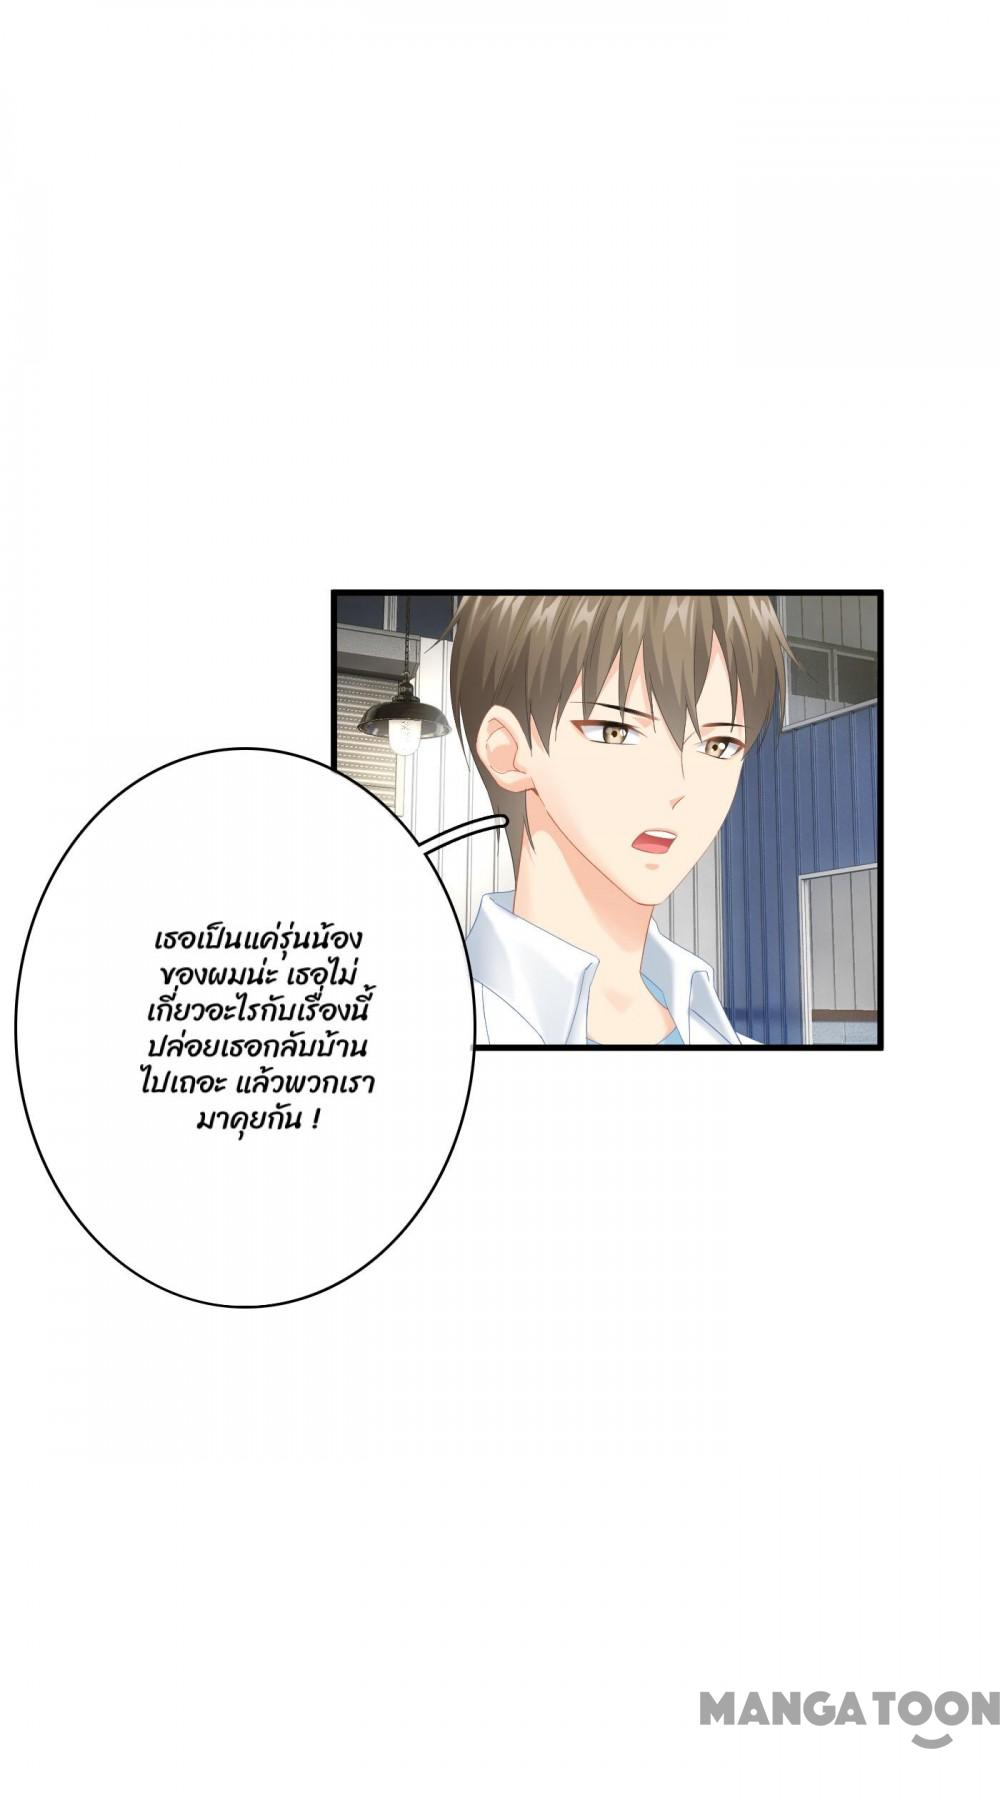 เธอเป็นแค่รุ่นน้อง
ของผมน่ะ เธอไม่
เกี่ยวอะไรกับเรื่องนี้
ปล่อยเธอกลับบ้าน
ไปเถอะ แล้วพวกเรา
มาคุยกัน !
MANGATOON